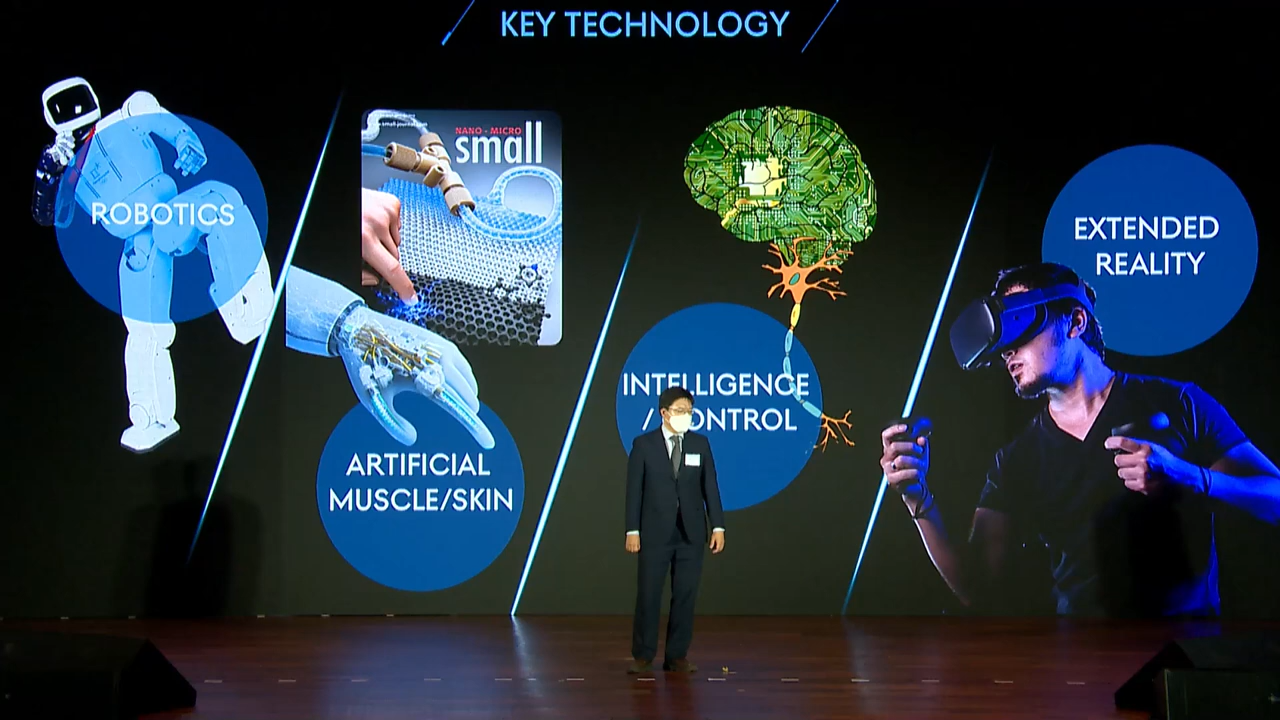 KEY TECHNOLOGY
ROBOTICS
NANO · MICRO
small
ARTIFICIAL
MUSCLE/SKIN
INTELLIGENCE
/ CONTROL
EXTENDED
REALITY